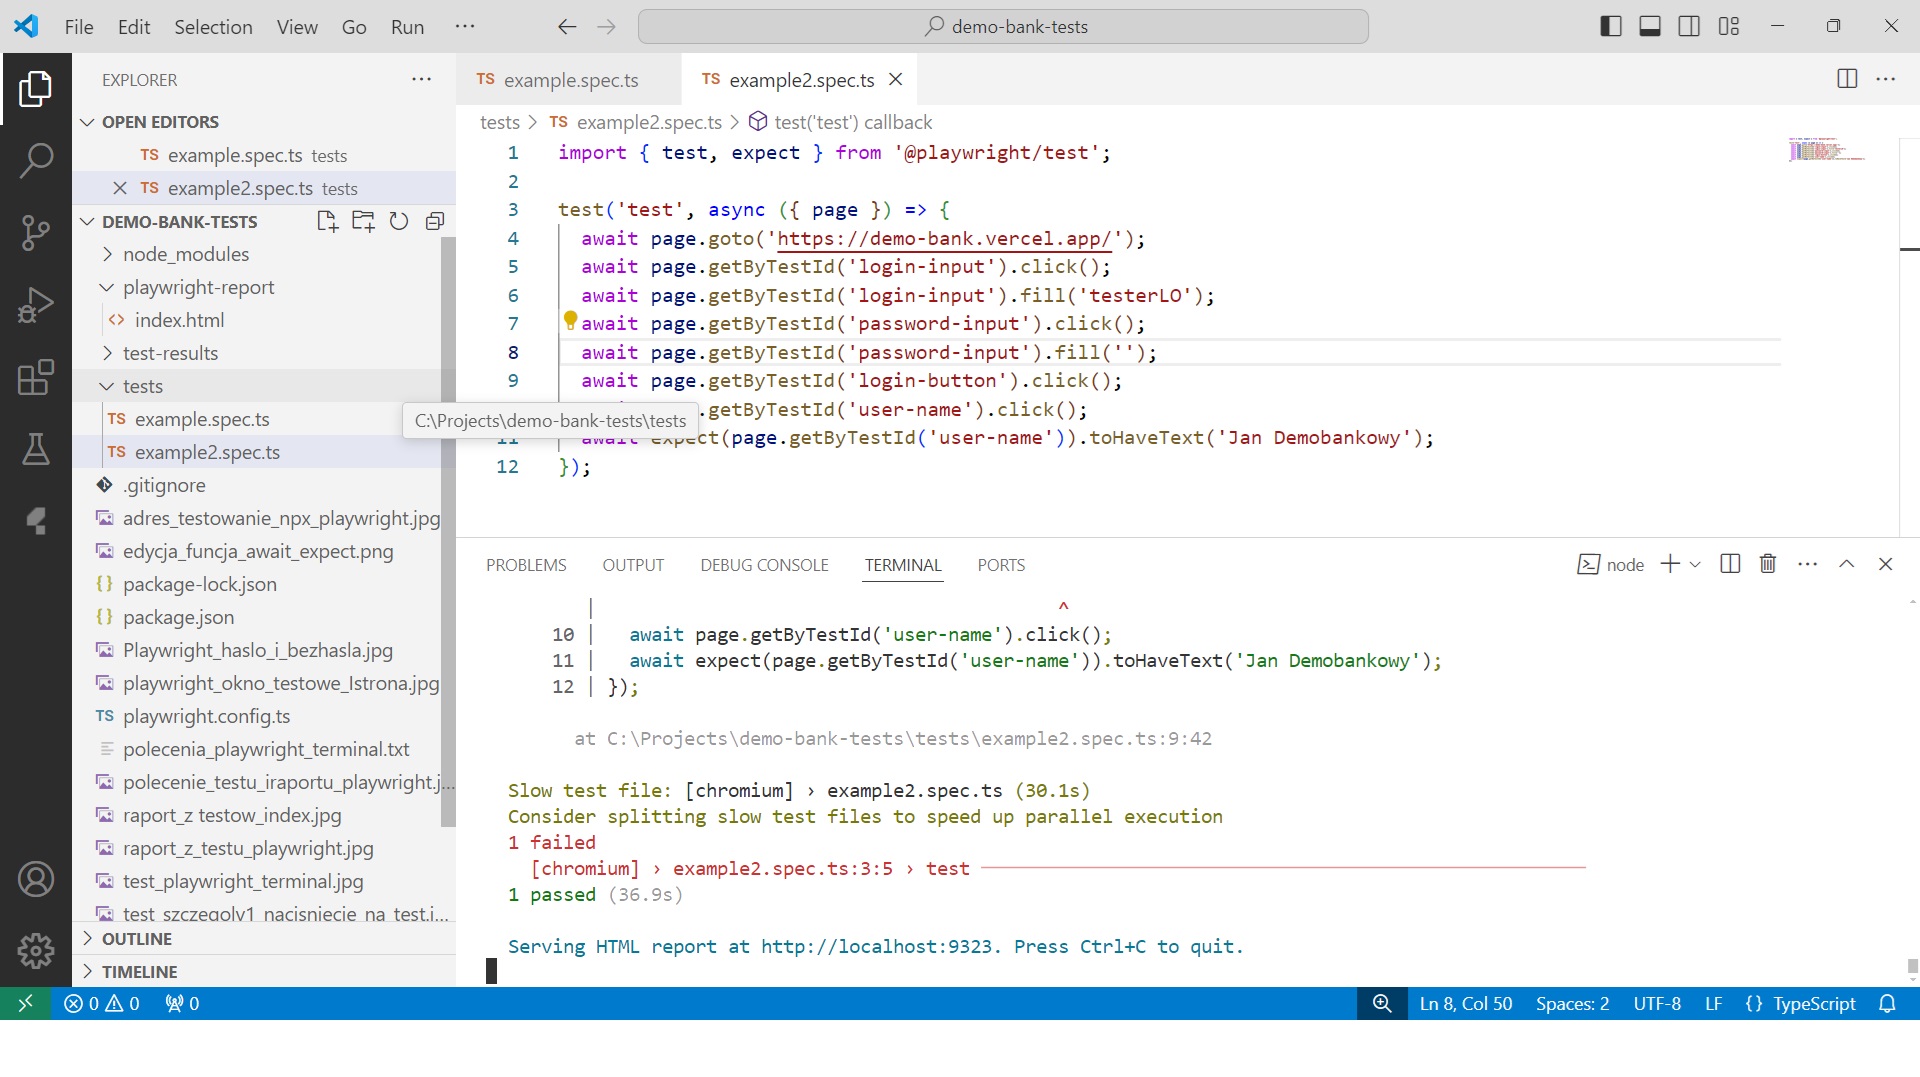 File Edit Selection View Go Run ···
demo-bank-tests
EXPLORER
OPEN EDITORS
TS example.spec.ts tests
TS example2.spec.ts tests
DEMO-BANK-TESTS
node_modules
playwright-report
index.html
test-results
tests
TS example.spec.ts
TS example2.spec.ts
.gitignore
adres_testowanie_npx_playwright.jpg
edycja_funcja_await_expect.png
package-lock.json
package.json
Playwright_haslo_i_bezhasla.jpg
playwright_okno_testowe_Istrona.jpg
TS playwright.config.ts
polecenia_playwright_terminal.txt
polecenie_testu_iraportu_playwright.j...
raport_z testow_index.jpg
raport_z_testu_playwright.jpg
test_playwright_terminal.jpg
test_szczegoly1_nacisniecie_na_test.j...
OUTLINE
TIMELINE
TS example.spec.ts
TS example2.spec.ts
tests > TS example2.spec.ts > test('test') callback
1 import { test, expect } from '@playwright/test';
2
3 test('test', async ({ page }) => {
4 await page.goto('https://demo-bank.vercel.app/');
5 await page.getByTestId('login-input').click();
6 await page.getByTestId('login-input').fill('testerLO');
7 await page.getByTestId('password-input').click();
8 await page.getByTestId('password-input').fill('');
9 await page.getByTestId('login-button').click();
.getByTestId('user-name').click();
C:\Projects\demo-bank-tests\tests
11 await expect(page.getByTestId('user-name')).toHaveText('Jan Demobankowy');
12 });
PROBLEMS OUTPUT DEBUG CONSOLE TERMINAL PORTS
node
| ^
10 | await page.getByTestId('user-name').click();
11 | await expect(page.getByTestId('user-name')).toHaveText('Jan Demobankowy');
12 | });
at C:\Projects\demo-bank-tests\tests\example2.spec.ts:9:42
Slow test file: [chromium] › example2.spec.ts (30.1s)
Consider splitting slow test files to speed up parallel execution
1 failed
[chromium] › example2.spec.ts:3:5 › test
1 passed (36.9s)
Serving HTML report at http://localhost:9323. Press Ctrl+C to quit.
0 0 0
Ln 8, Col 50 Spaces: 2 UTF-8 LF {} TypeScript